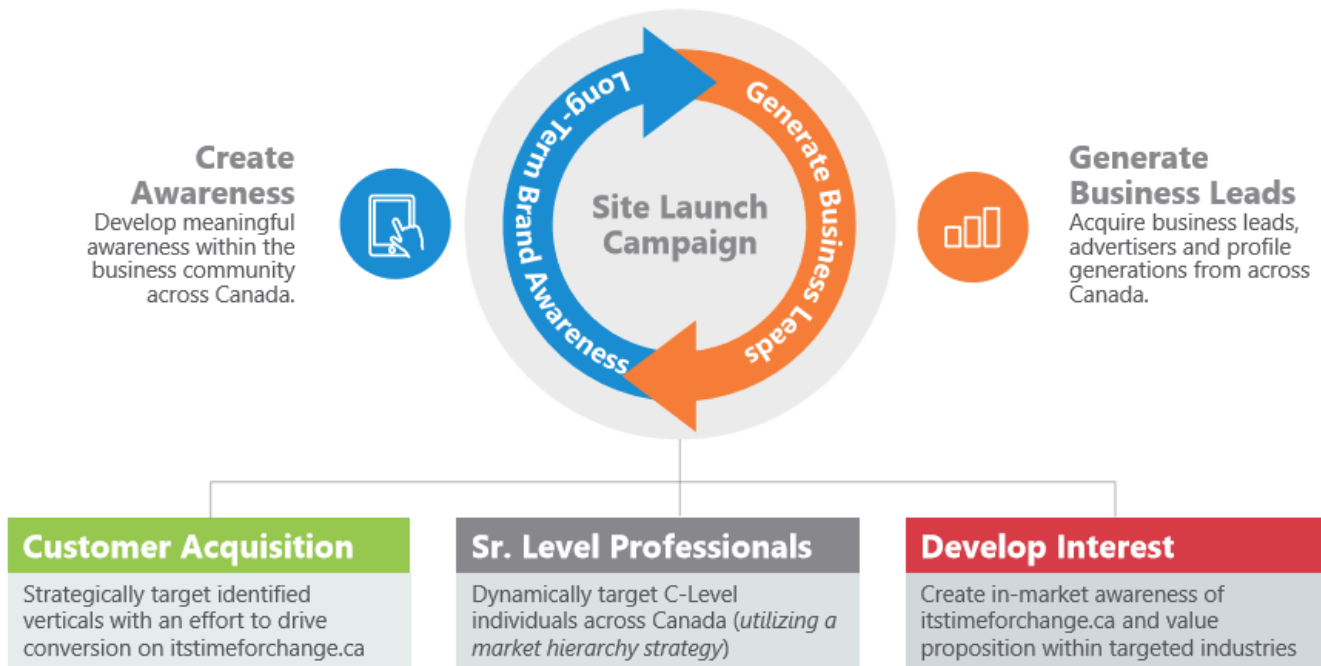 Create
Awareness
Develop meaningful
awareness within the
business community
across Canada.
Long-Term Brand Awareness
Generate Business Leads
Site Launch
Campaign
Generate
Business Leads
Acquire business leads,
advertisers and profile
generations from across
Canada.
Customer Acquisition
Strategically target identified
verticals with an effort to drive
conversion on itstimeforchange.ca
Sr. Level Professionals
Dynamically target C-Level
individuals across Canada (utilizing a
market hierarchy strategy)
Develop Interest
Create in-market awareness of
itstimeforchange.ca and value
proposition within targeted industries